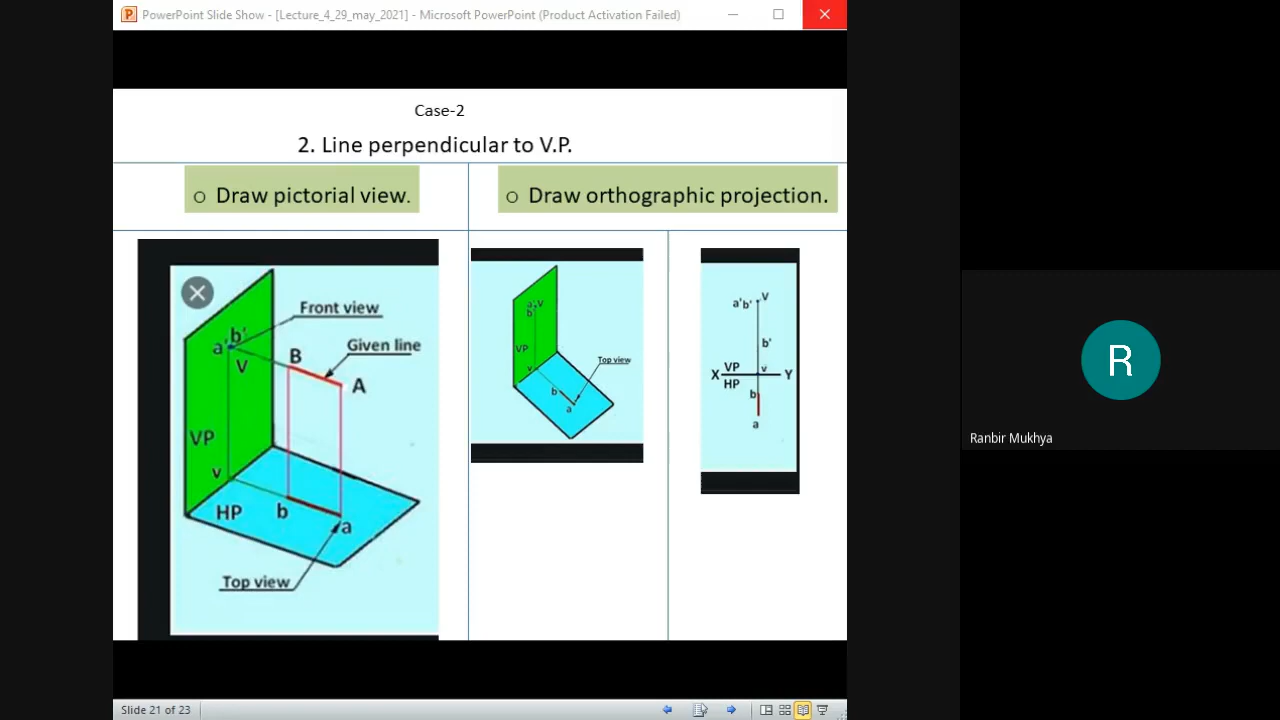 PowerPoint Slide Show - [Lecture_4_29_may_2021] - Microsoft PowerPoint (Product Activation Failed)
Case-2
2. Line perpendicular to V.P.
o Draw pictorial view.
o Draw orthographic projection.
Front view
b'
a'
V
Given line
B
A
VP
v
HP
b
a
Top view
a' V
b'
VP
Top view
v
b
a
a'b' V
b'
VP
X v Y
HP
b
a
R
Ranbir Mukhya
Slide 21 of 23